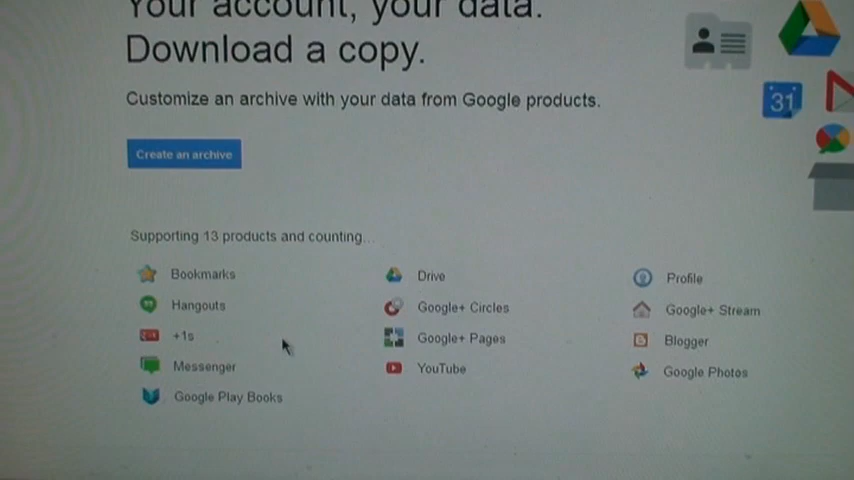 Your account, your data.
Download a copy.
Customize an archive with your data from Google products.
31
Create an archive
Supporting 13 products and counting...
Bookmarks
Drive
Profile
Hangouts
Google+ Circles
Google+ Stream
+1s
Google+ Pages
Blogger
Messenger
YouTube
Google Photos
Google Play Books